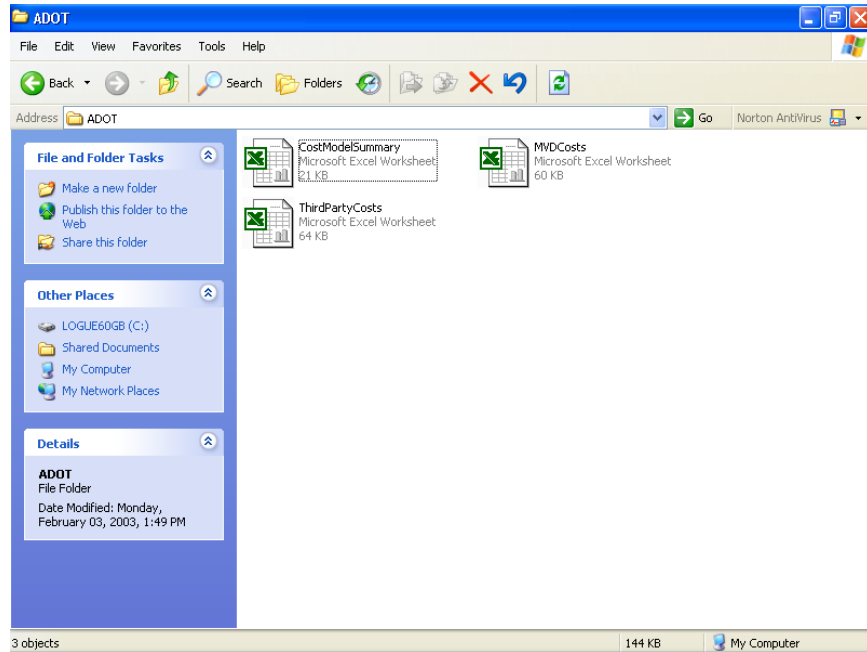 ADOT
File Edit View Favorites Tools Help
Back Search Folders
Address ADOT Go Norton AntiVirus
File and Folder Tasks
Make a new folder
Publish this folder to the
Web
Share this folder
Other Places
LOGUE60GB (C:)
Shared Documents
My Computer
My Network Places
Details
ADOT
File Folder
Date Modified: Monday,
February 03, 2003, 1:49 PM
CostModelSummary
Microsoft Excel Worksheet
21 KB
MVDCosts
Microsoft Excel Worksheet
60 KB
ThirdPartyCosts
Microsoft Excel Worksheet
64 KB
3 objects 144 KB My Computer